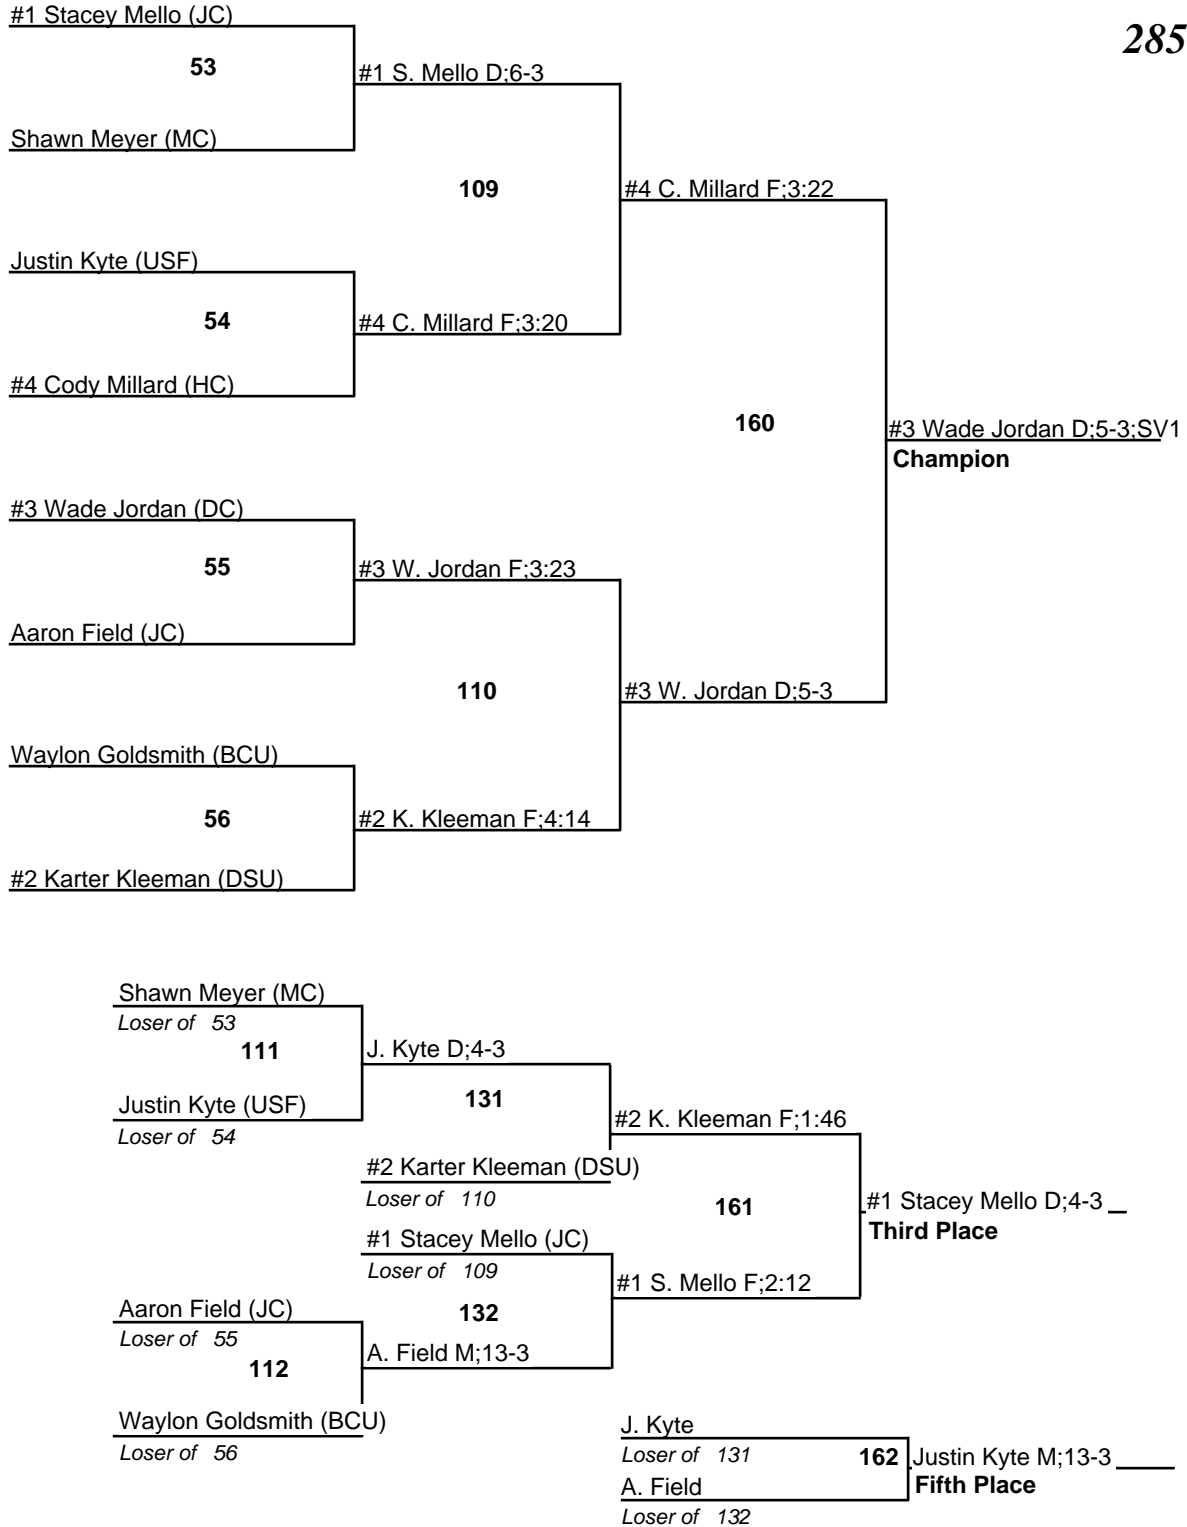 #1 Stacey Mello (JC)
285
53
#1 S. Mello D;6-3
Shawn Meyer (MC)
109
#4 C. Millard F;3:22
Justin Kyte (USF)
54
#4 C. Millard F;3:20
#4 Cody Millard (HC)
160
#3 Wade Jordan D;5-3;SV1
Champion
#3 Wade Jordan (DC)
55
#3 W. Jordan F;3:23
Aaron Field (JC)
110
#3 W. Jordan D;5-3
Waylon Goldsmith (BCU)
56
#2 K. Kleeman F;4:14
#2 Karter Kleeman (DSU)
Shawn Meyer (MC)
Loser of 53
111
J. Kyte D;4-3
Justin Kyte (USF)
Loser of 54
131
#2 K. Kleeman F;1:46
#2 Karter Kleeman (DSU)
Loser of 110
161
#1 Stacey Mello D;4-3
Third Place
#1 Stacey Mello (JC)
Loser of 109
#1 S. Mello F;2:12
Aaron Field (JC)
Loser of 55
132
112
A. Field M;13-3
Waylon Goldsmith (BCU)
Loser of 56
J. Kyte
Loser of 131
162
Justin Kyte M;13-3
Fifth Place
A. Field
Loser of 132